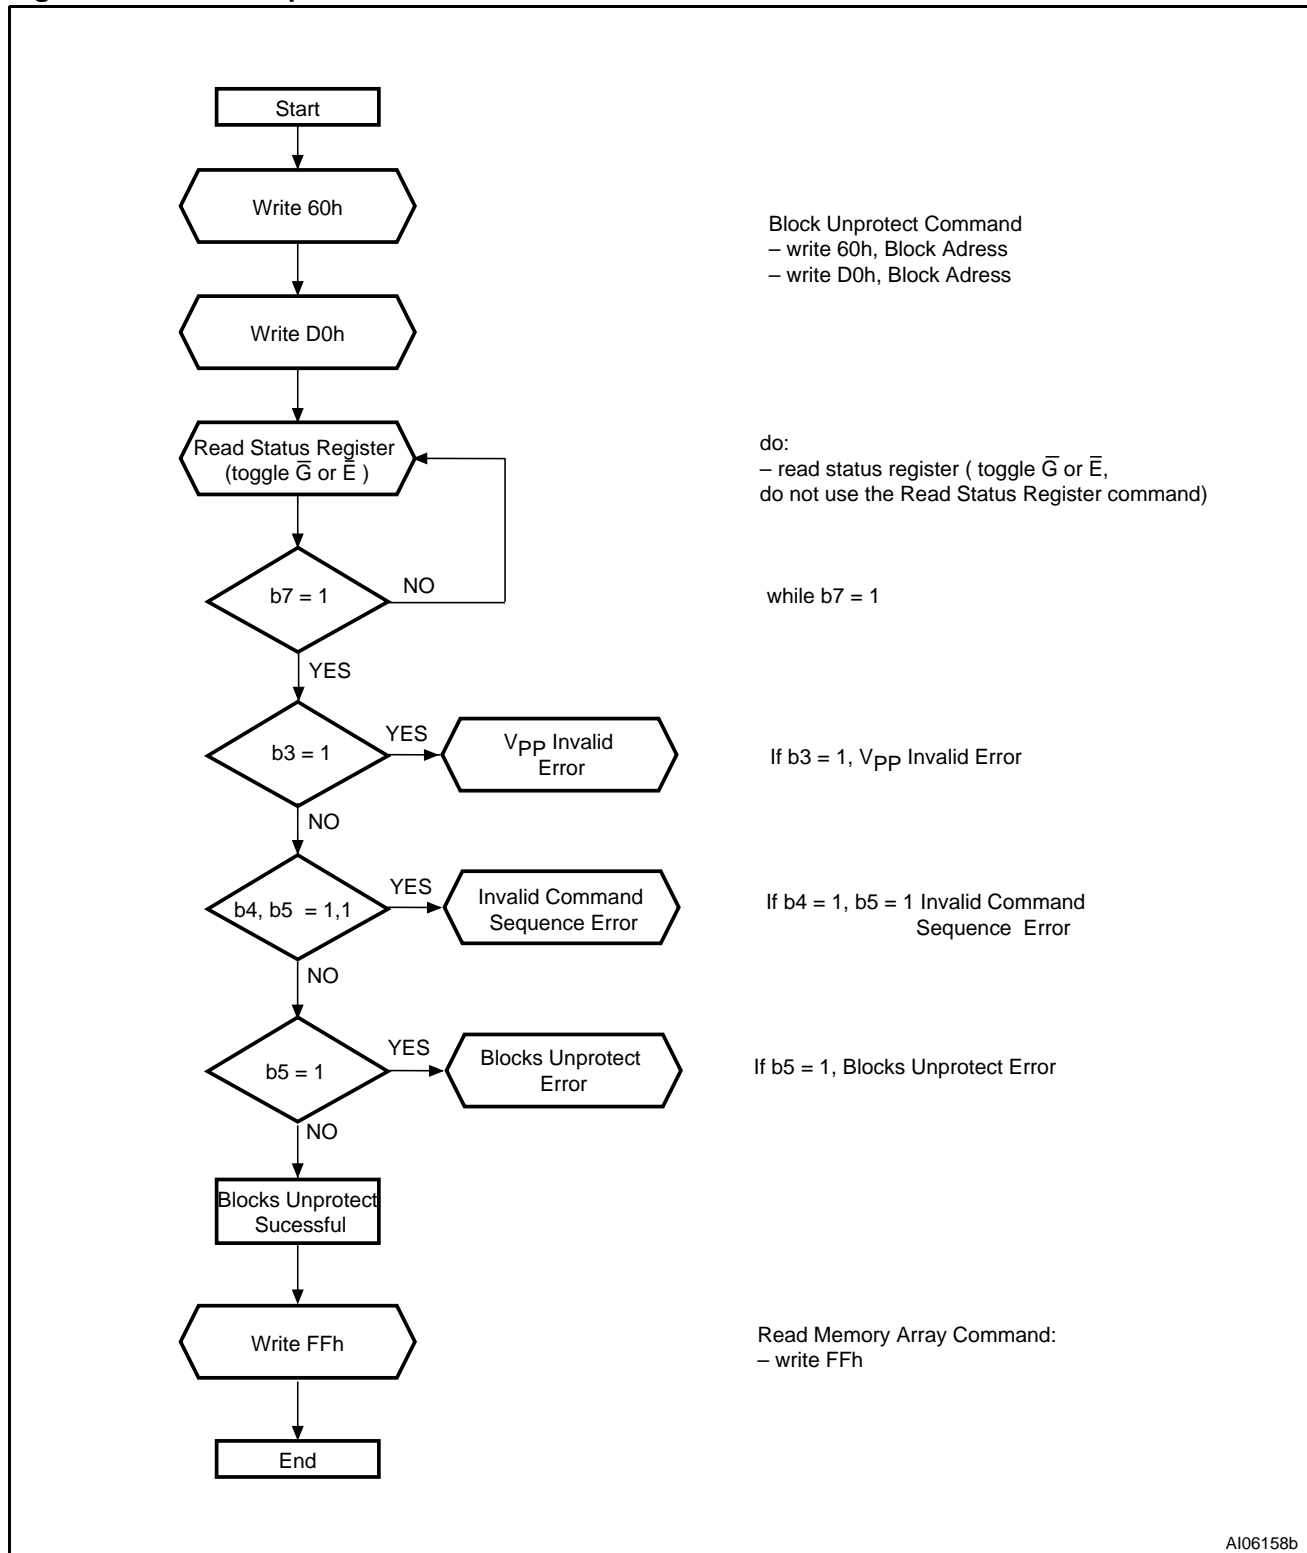 Start
Write 60h
Block Unprotect Command
– write 60h, Block Adress
– write D0h, Block Adress
Write D0h
Read Status Register
(toggle G̅ or E̅ )
do:
– read status register ( toggle G̅ or E̅,
do not use the Read Status Register command)
b7 = 1
NO
while b7 = 1
YES
b3 = 1
YES
VPP Invalid
Error
If b3 = 1, VPP Invalid Error
NO
b4, b5 = 1,1
YES
Invalid Command
Sequence Error
If b4 = 1, b5 = 1 Invalid Command
Sequence Error
NO
b5 = 1
YES
Blocks Unprotect
Error
If b5 = 1, Blocks Unprotect Error
NO
Blocks Unprotect
Sucessful
Write FFh
Read Memory Array Command:
– write FFh
End
AI06158b